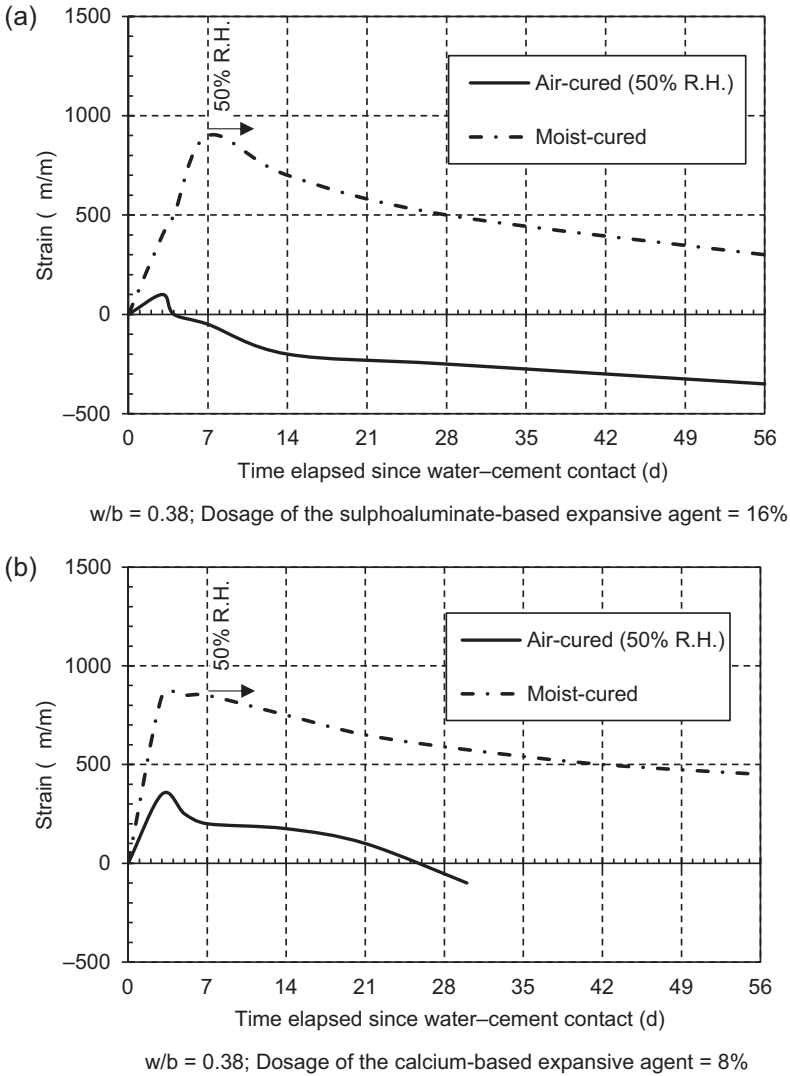 (a)
1500
1000
500
0
–500
Strain ( m/m)
50% R.H.
Air-cured (50% R.H.)
Moist-cured
0 7 14 21 28 35 42 49 56
Time elapsed since water–cement contact (d)
w/b = 0.38; Dosage of the sulphoaluminate-based expansive agent = 16%
(b)
1500
1000
500
0
–500
Strain ( m/m)
50% R.H.
Air-cured (50% R.H.)
Moist-cured
0 7 14 21 28 35 42 49 56
Time elapsed since water–cement contact (d)
w/b = 0.38; Dosage of the calcium-based expansive agent = 8%